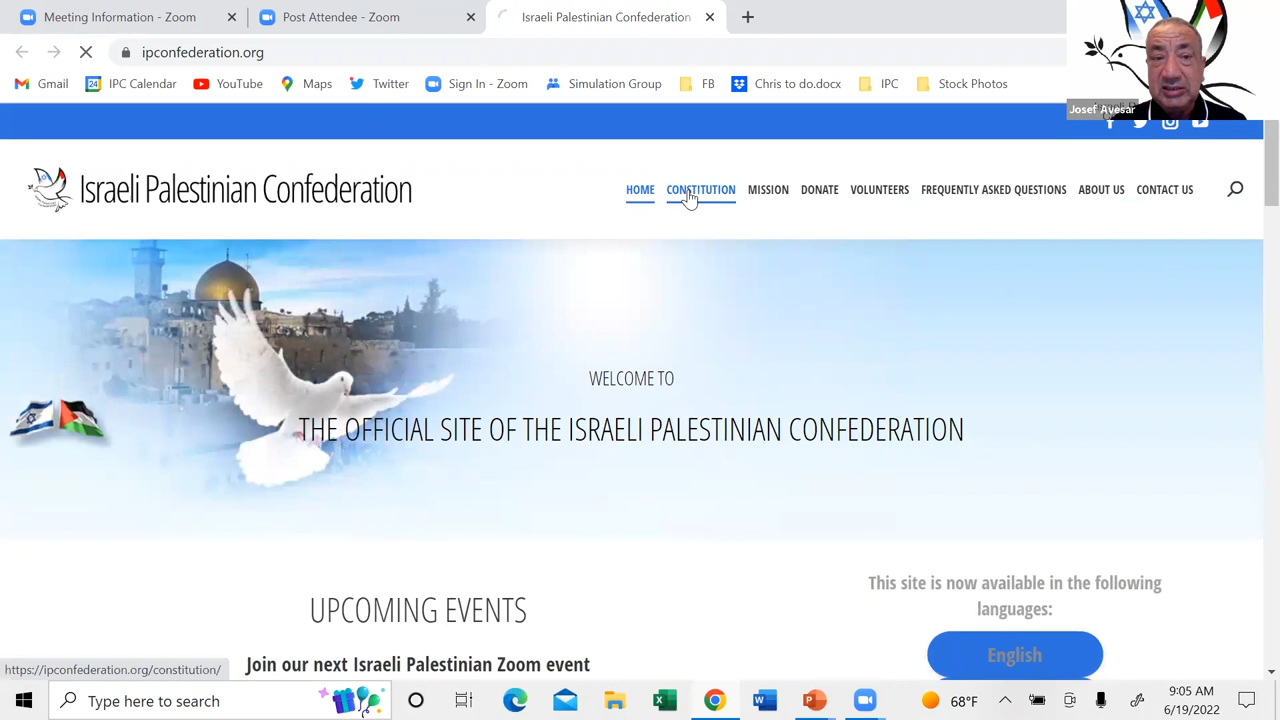 Meeting Information - Zoom
Post Attendee - Zoom
Israeli Palestinian Confederation
ipconfederation.org
Gmail
24
IPC Calendar
YouTube
Maps
Twitter
Sign In - Zoom
Simulation Group
FB
Chris to do.docx
IPC
Stock Photos
Josef Avesar
Israeli Palestinian Confederation
HOME
CONSTITUTION
MISSION
DONATE
VOLUNTEERS
FREQUENTLY ASKED QUESTIONS
ABOUT US
CONTACT US
WELCOME TO
THE OFFICIAL SITE OF THE ISRAELI PALESTINIAN CONFEDERATION
UPCOMING EVENTS
Join our next Israeli Palestinian Zoom event
This site is now available in the following
languages:
English
https://ipconfederation.org/constitution/
Type here to search
68°F
9:05 AM
6/19/2022